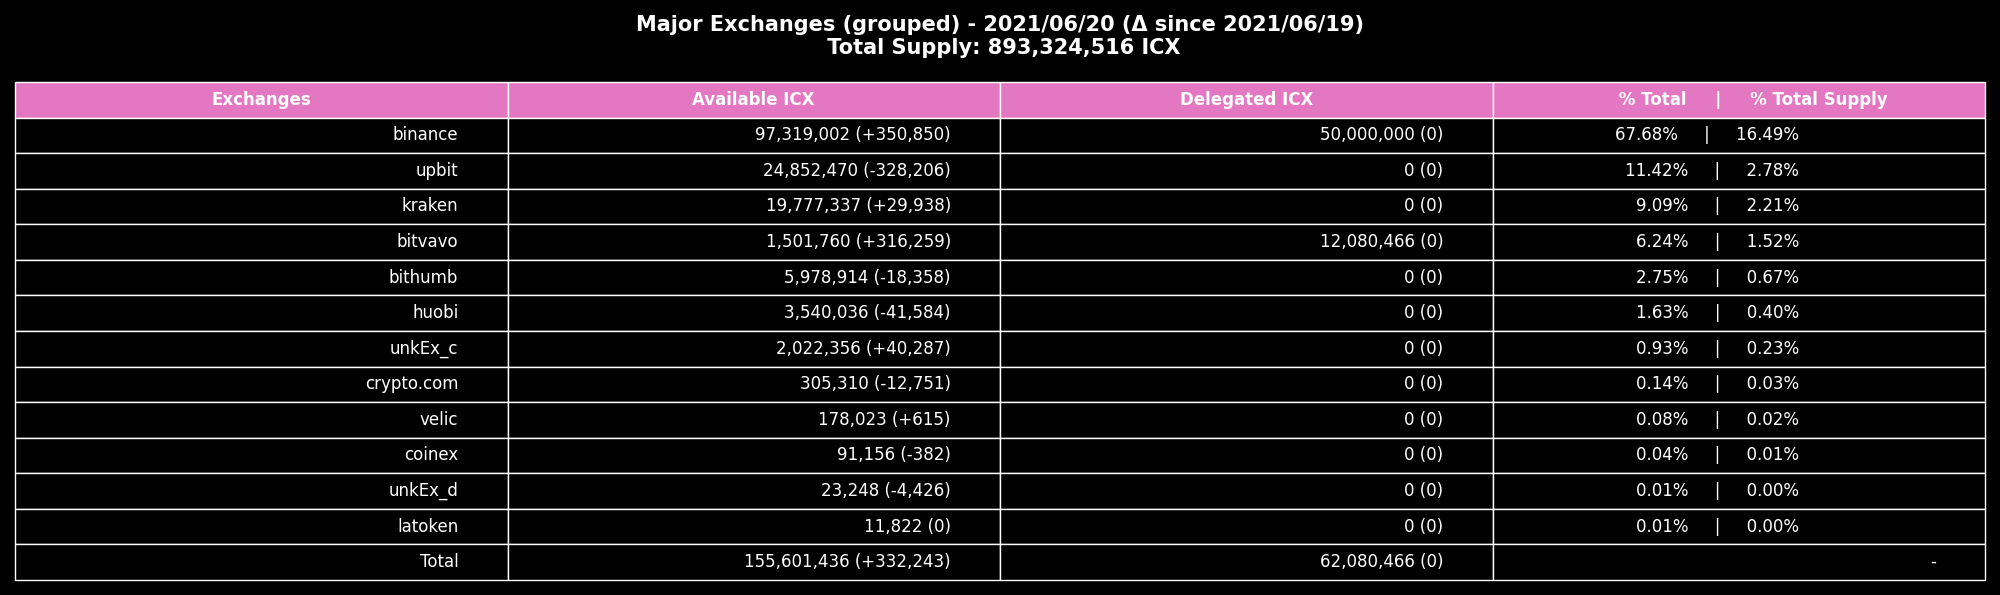 Major Exchanges (grouped) - 2021/06/20 (Δ since 2021/06/19)
Total Supply: 893,324,516 ICX
Exchanges Available ICX Delegated ICX % Total | % Total Supply
binance 97,319,002 (+350,850) 50,000,000 (0) 67.68% | 16.49%
upbit 24,852,470 (-328,206) 0 (0) 11.42% | 2.78%
kraken 19,777,337 (+29,938) 0 (0) 9.09% | 2.21%
bitvavo 1,501,760 (+316,259) 12,080,466 (0) 6.24% | 1.52%
bithumb 5,978,914 (-18,358) 0 (0) 2.75% | 0.67%
huobi 3,540,036 (-41,584) 0 (0) 1.63% | 0.40%
unkEx_c 2,022,356 (+40,287) 0 (0) 0.93% | 0.23%
crypto.com 305,310 (-12,751) 0 (0) 0.14% | 0.03%
velic 178,023 (+615) 0 (0) 0.08% | 0.02%
coinex 91,156 (-382) 0 (0) 0.04% | 0.01%
unkEx_d 23,248 (-4,426) 0 (0) 0.01% | 0.00%
latoken 11,822 (0) 0 (0) 0.01% | 0.00%
Total 155,601,436 (+332,243) 62,080,466 (0) -